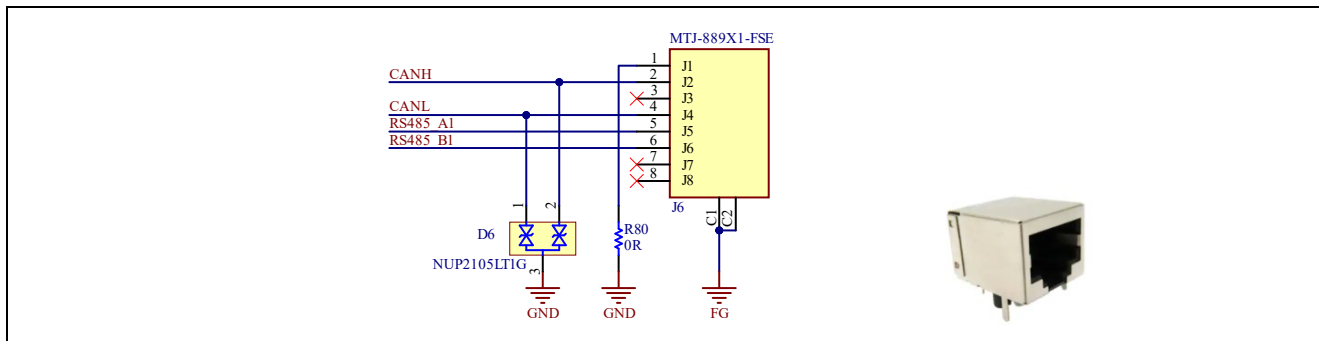 MTJ-889X1-FSE
1 J1
CANH 2 J2
3 J3
CANL 4 J4
RS485_A1 5 J5
RS485_B1 6 J6
7 J7
8 J8
J6
C1 C2
1 2
D6
R80
0R
NUP2105LT1G
3
GND GND FG